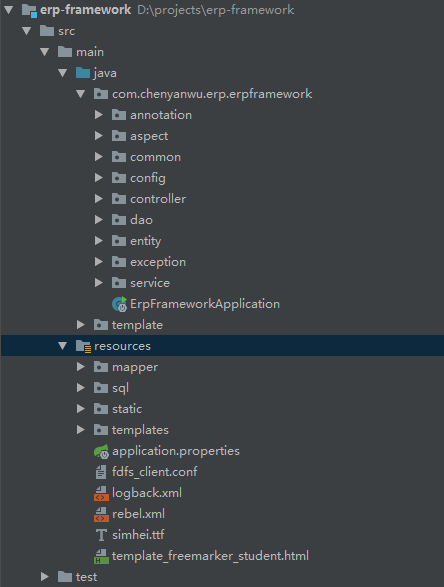 erp-framework D:\projects\erp-framework
src
main
java
com.chenyanwu.erp.erpframework
annotation
aspect
common
config
controller
dao
entity
exception
service
ErpFrameworkApplication
template
resources
mapper
sql
static
templates
application.properties
fdfs_client.conf
logback.xml
rebel.xml
simhei.ttf
template_freemarker_student.html
test